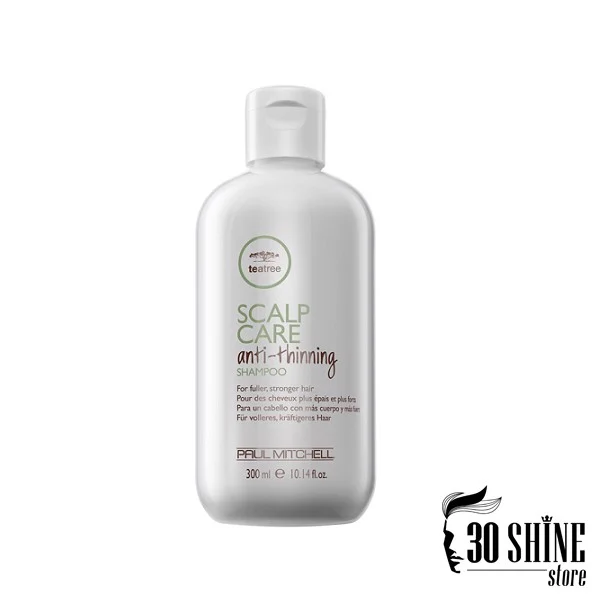 teatree
SCALP
CARE
anti-thinning
SHAMPOO
For fuller, stronger hair
Pour des cheveux plus épais et plus forts
Para un cabello con más cuerpo y más fuerte
Für volleres, kräftigeres Haar
PAUL MITCHELL
300 ml ℮ 10.14 fl.oz.
30 SHINE
store